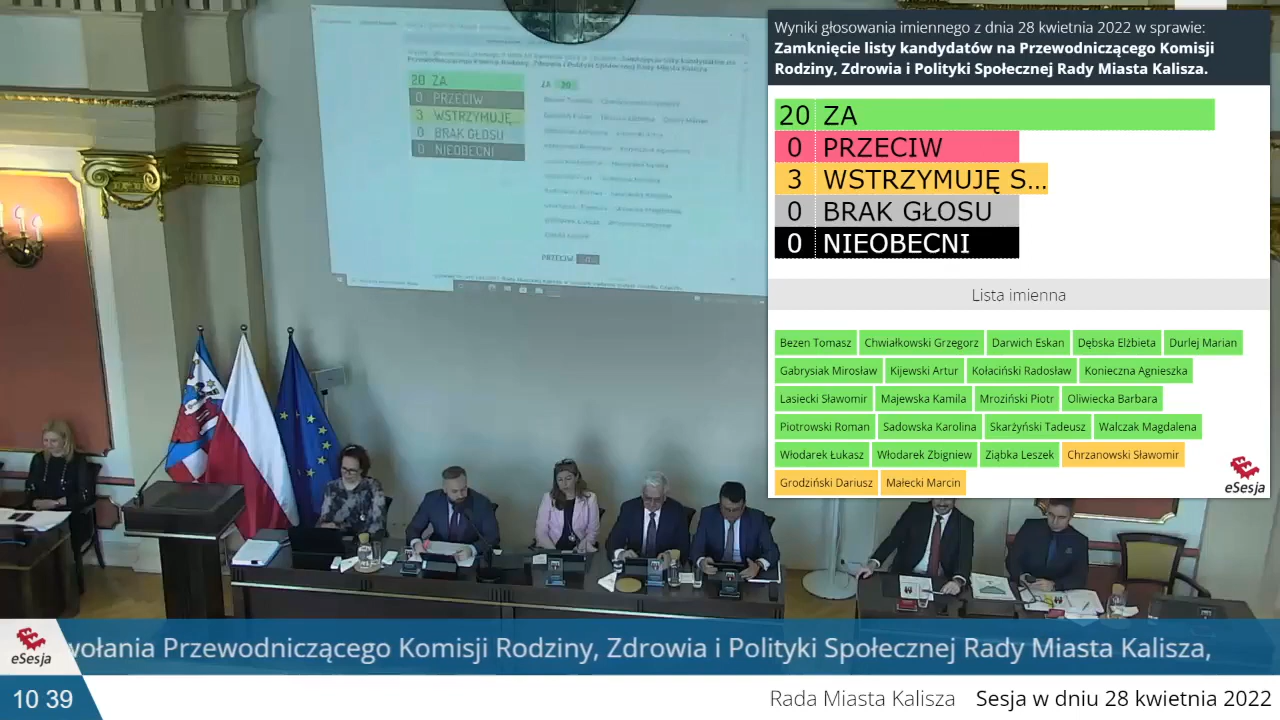 Wyniki głosowania imiennego z dnia 28 kwietnia 2022 w sprawie:
Zamknięcie listy kandydatów na Przewodniczącego Komisji
Rodziny, Zdrowia i Polityki Społecznej Rady Miasta Kalisza.
20 ZA
0 PRZECIW
3 WSTRZYMUJĘ S...
0 BRAK GŁOSU
0 NIEOBECNI
Lista imienna
Bezen Tomasz Chwiałkowski Grzegorz Darwich Eskan Dębska Elżbieta Durlej Marian
Gabrysiak Mirosław Kijewski Artur Kołaciński Radosław Konieczna Agnieszka
Lasiecki Sławomir Majewska Kamila Mroziński Piotr Oliwiecka Barbara
Piotrowski Roman Sadowska Karolina Skarżyński Tadeusz Walczak Magdalena
Włodarek Łukasz Włodarek Zbigniew Ziąbka Leszek Chrzanowski Sławomir
Grodziński Dariusz Małecki Marcin
eSesja
20 ZA
0 PRZECIW
3 WSTRZYMUJĘ
0 BRAK GŁOSU
0 NIEOBECNI
ZA 20
PRZECIW 0
eSesja
wołania Przewodniczącego Komisji Rodziny, Zdrowia i Polityki Społecznej Rady Miasta Kalisza,
10 39
Rada Miasta Kalisza Sesja w dniu 28 kwietnia 2022